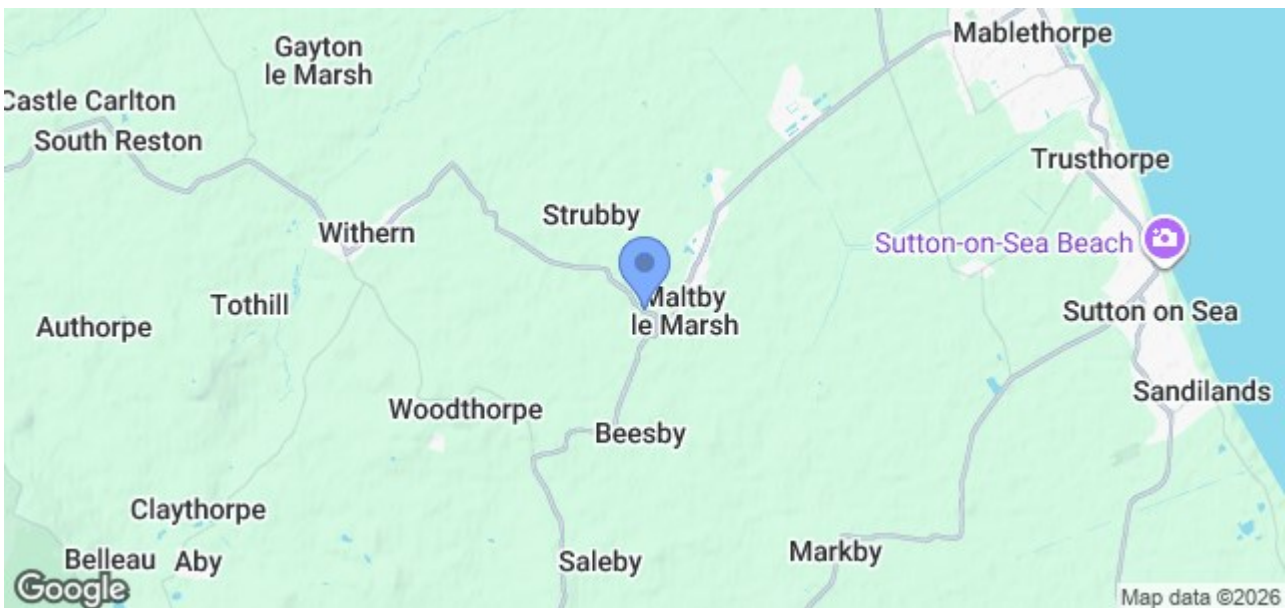 Mablethorpe
Gayton
le Marsh
Castle Carlton
South Reston
Trusthorpe
Strubby
Withern
Sutton-on-Sea Beach
Maltby
le Marsh
Tothill
Authorpe
Sutton on Sea
Sandilands
Woodthorpe
Beesby
Claythorpe
Markby
Belleau
Aby
Saleby
Google
Map data ©2026